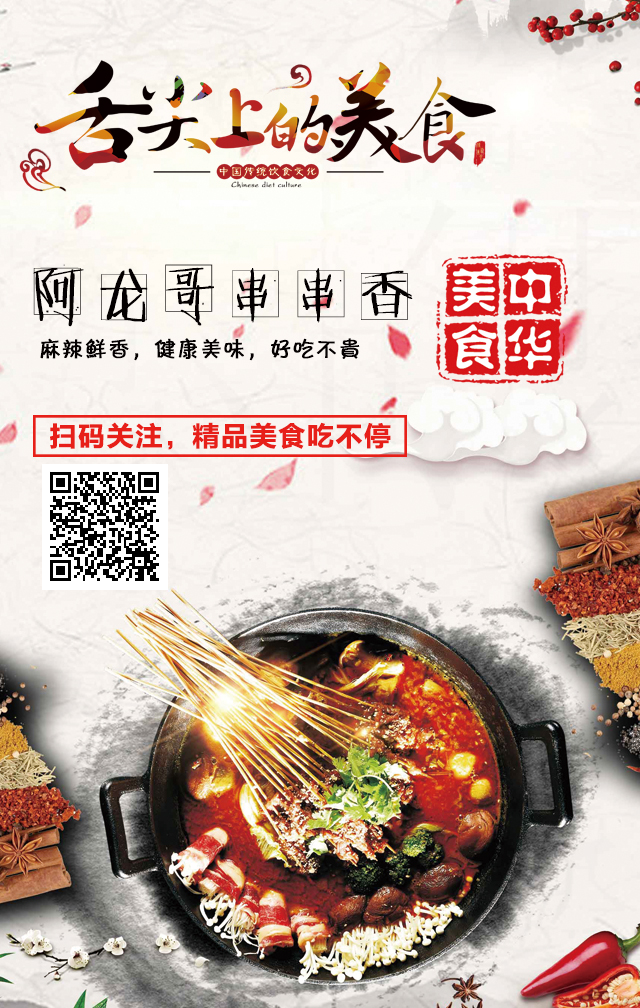 舌尖上的美食
中国传统饮食文化
Chinese diet culture
阿龙哥串串香
麻辣鲜香，健康美味，好吃不貴
中华美食
扫码关注，精品美食吃不停